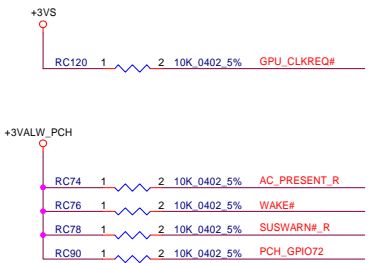 +3VS
RC120 1 2 10K_0402_5% GPU_CLKREQ#
+3VALW_PCH
RC74 1 2 10K_0402_5% AC_PRESENT_R
RC76 1 2 10K_0402_5% WAKE#
RC78 1 2 10K_0402_5% SUSWARN#_R
RC90 1 2 10K_0402_5% PCH_GPIO72